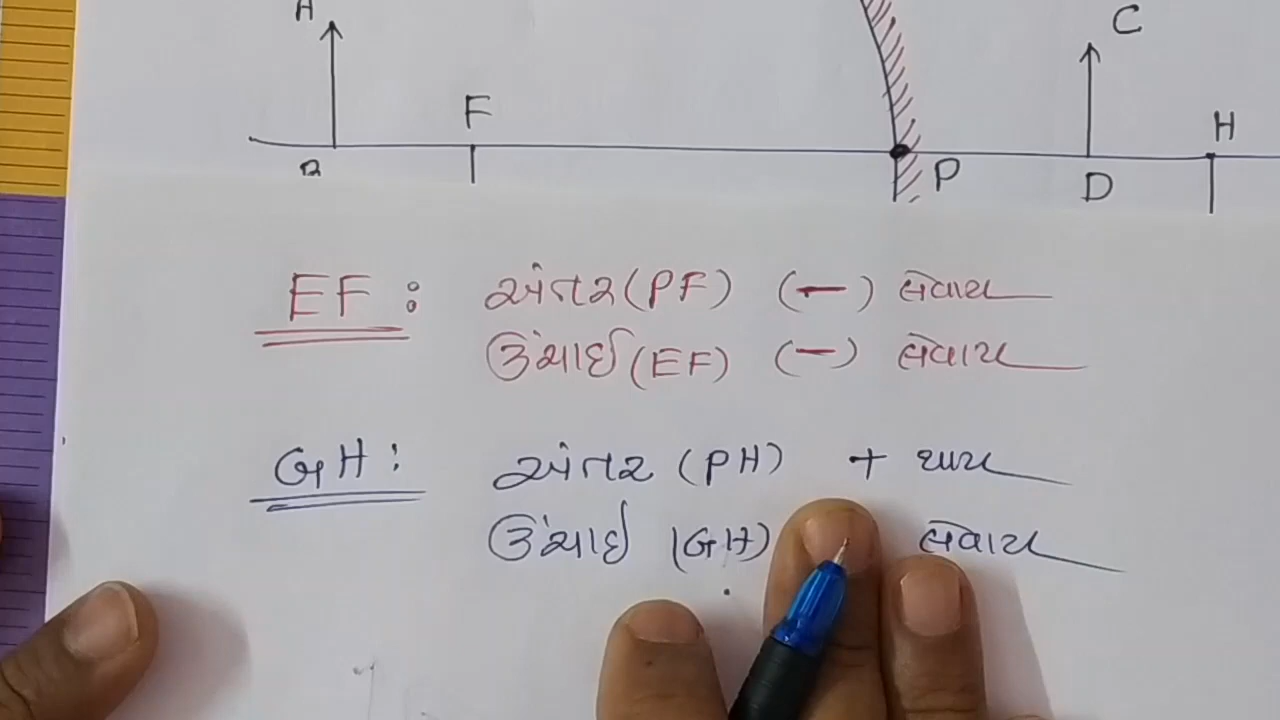 A
C
F
H
B
P
D
EF : અંતર (PF) (−) લેવાય
ઊંચાઈ (EF) (−) લેવાય
GH : અંતર (PH) + થાય
ઊંચાઈ (GH) લેવાય